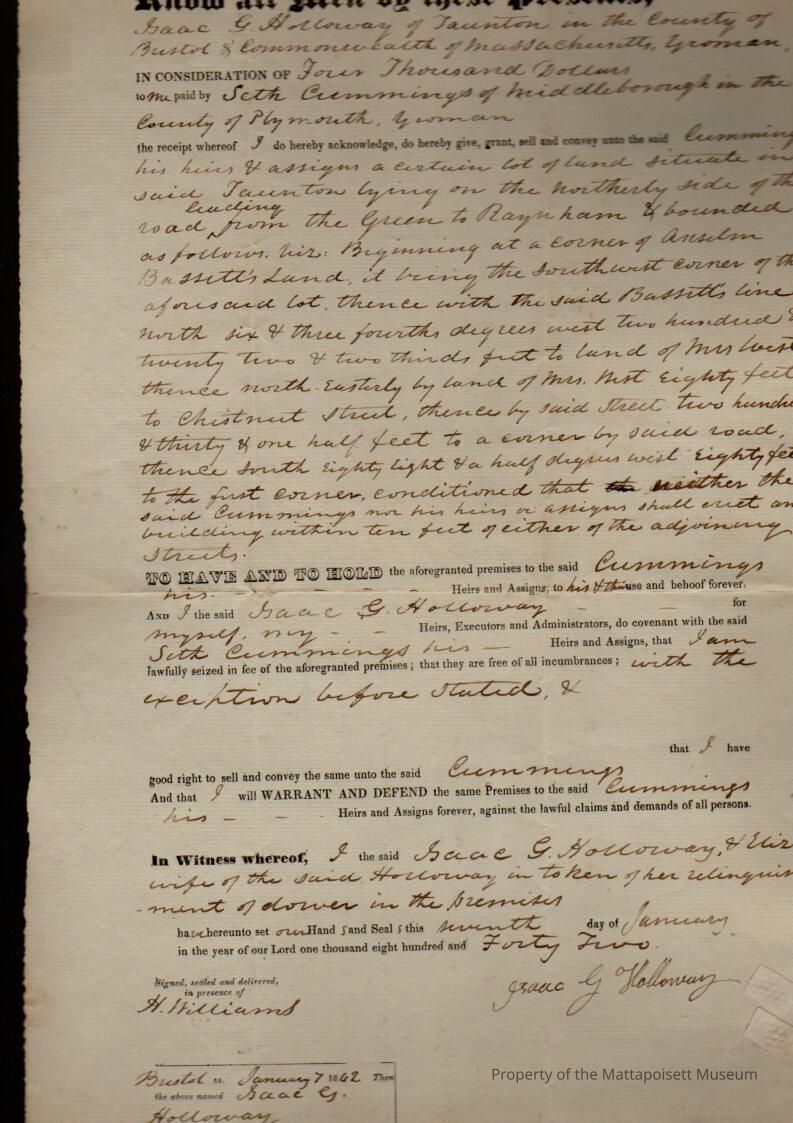 Know all Men by these Presents,
Isaac G. Holloway of Taunton in the County of
Bristol & Commonwealth of Massachusetts, Yeoman,
IN CONSIDERATION OF Four Thousand Dollars
to me paid by Seth Cummings of Middleborough in the
County of Plymouth, Yeoman
the receipt whereof I do hereby acknowledge, do hereby give, grant, sell and convey unto the said Cumming
his heirs & assigns a certain lot of land situate in
said Taunton lying on the northerly side of th
leading
road from the Green to Raynham & bounded
as follows. viz: Beginning at a corner of Anselm
Bassett's Land, it being the Southwest corner of th
aforesaid lot, thence with the said Bassett's line
north six & three fourths degrees west two hundred &
twenty two & two thirds feet to land of Mrs West
thence north-Easterly by land of Mrs. West Eighty feet
to Chestnut Street, thence by said Street two hund
& thirty & one half feet to a corner by said road,
thence South Eighty Eight & a half degrees west Eighty fee
to the first corner, conditioned that neither the
said Cummings nor his heirs or assigns shall erect an
building within ten feet of either of the adjoining
Streets.
TO HAVE AND TO HOLD the aforegranted premises to the said Cummings
his - - - - Heirs and Assigns, to his & their use and behoof forever.
AND I the said Isaac G. Holloway - - - for
myself, my - - Heirs, Executors and Administrators, do covenant with the said
Seth Cummings his - Heirs and Assigns, that I am
lawfully seized in fee of the aforegranted premises; that they are free of all incumbrances; with the
exception before stated, &
that I have
good right to sell and convey the same unto the said Cummings
And that I will WARRANT AND DEFEND the same Premises to the said Cummings
his - - - Heirs and Assigns forever, against the lawful claims and demands of all persons.
In Witness whereof, I the said Isaac G. Holloway, & Eliz
wife of the said Holloway in token of her relinquish
-ment of dower in the premises
have hereunto set our Hands and Seals this seventh day of January
in the year of our Lord one thousand eight hundred and Forty Two.
Signed, sealed and delivered,
in presence of
H. Williams
Isaac G Holloway
Bristol ss. January 7 1842 Then
the above named Isaac G.
Holloway
Property of the Mattapoisett Museum